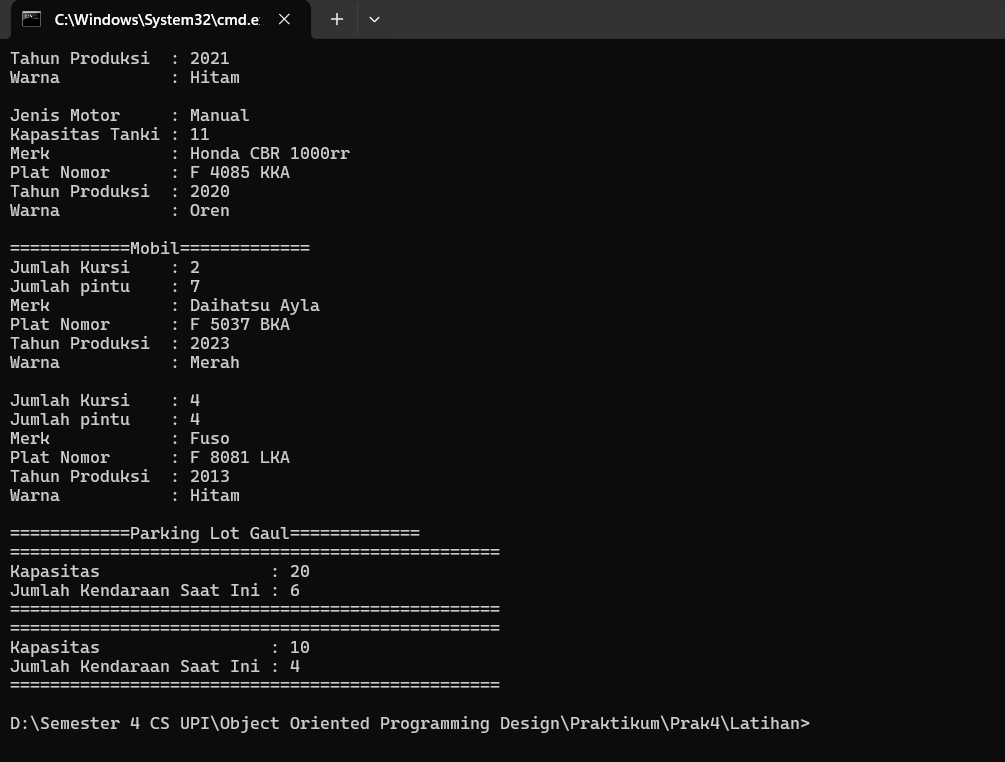 C:\Windows\System32\cmd.e
Tahun Produksi  : 2021
Warna           : Hitam

Jenis Motor     : Manual
Kapasitas Tanki : 11
Merk            : Honda CBR 1000rr
Plat Nomor      : F 4085 KKA
Tahun Produksi  : 2020
Warna           : Oren

============Mobil=============
Jumlah Kursi    : 2
Jumlah pintu    : 7
Merk            : Daihatsu Ayla
Plat Nomor      : F 5037 BKA
Tahun Produksi  : 2023
Warna           : Merah

Jumlah Kursi    : 4
Jumlah pintu    : 4
Merk            : Fuso
Plat Nomor      : F 8081 LKA
Tahun Produksi  : 2013
Warna           : Hitam

============Parking Lot Gaul=============
=================================================
Kapasitas                 : 20
Jumlah Kendaraan Saat Ini : 6
=================================================
=================================================
Kapasitas                 : 10
Jumlah Kendaraan Saat Ini : 4
=================================================

D:\Semester 4 CS UPI\Object Oriented Programming Design\Praktikum\Prak4\Latihan>